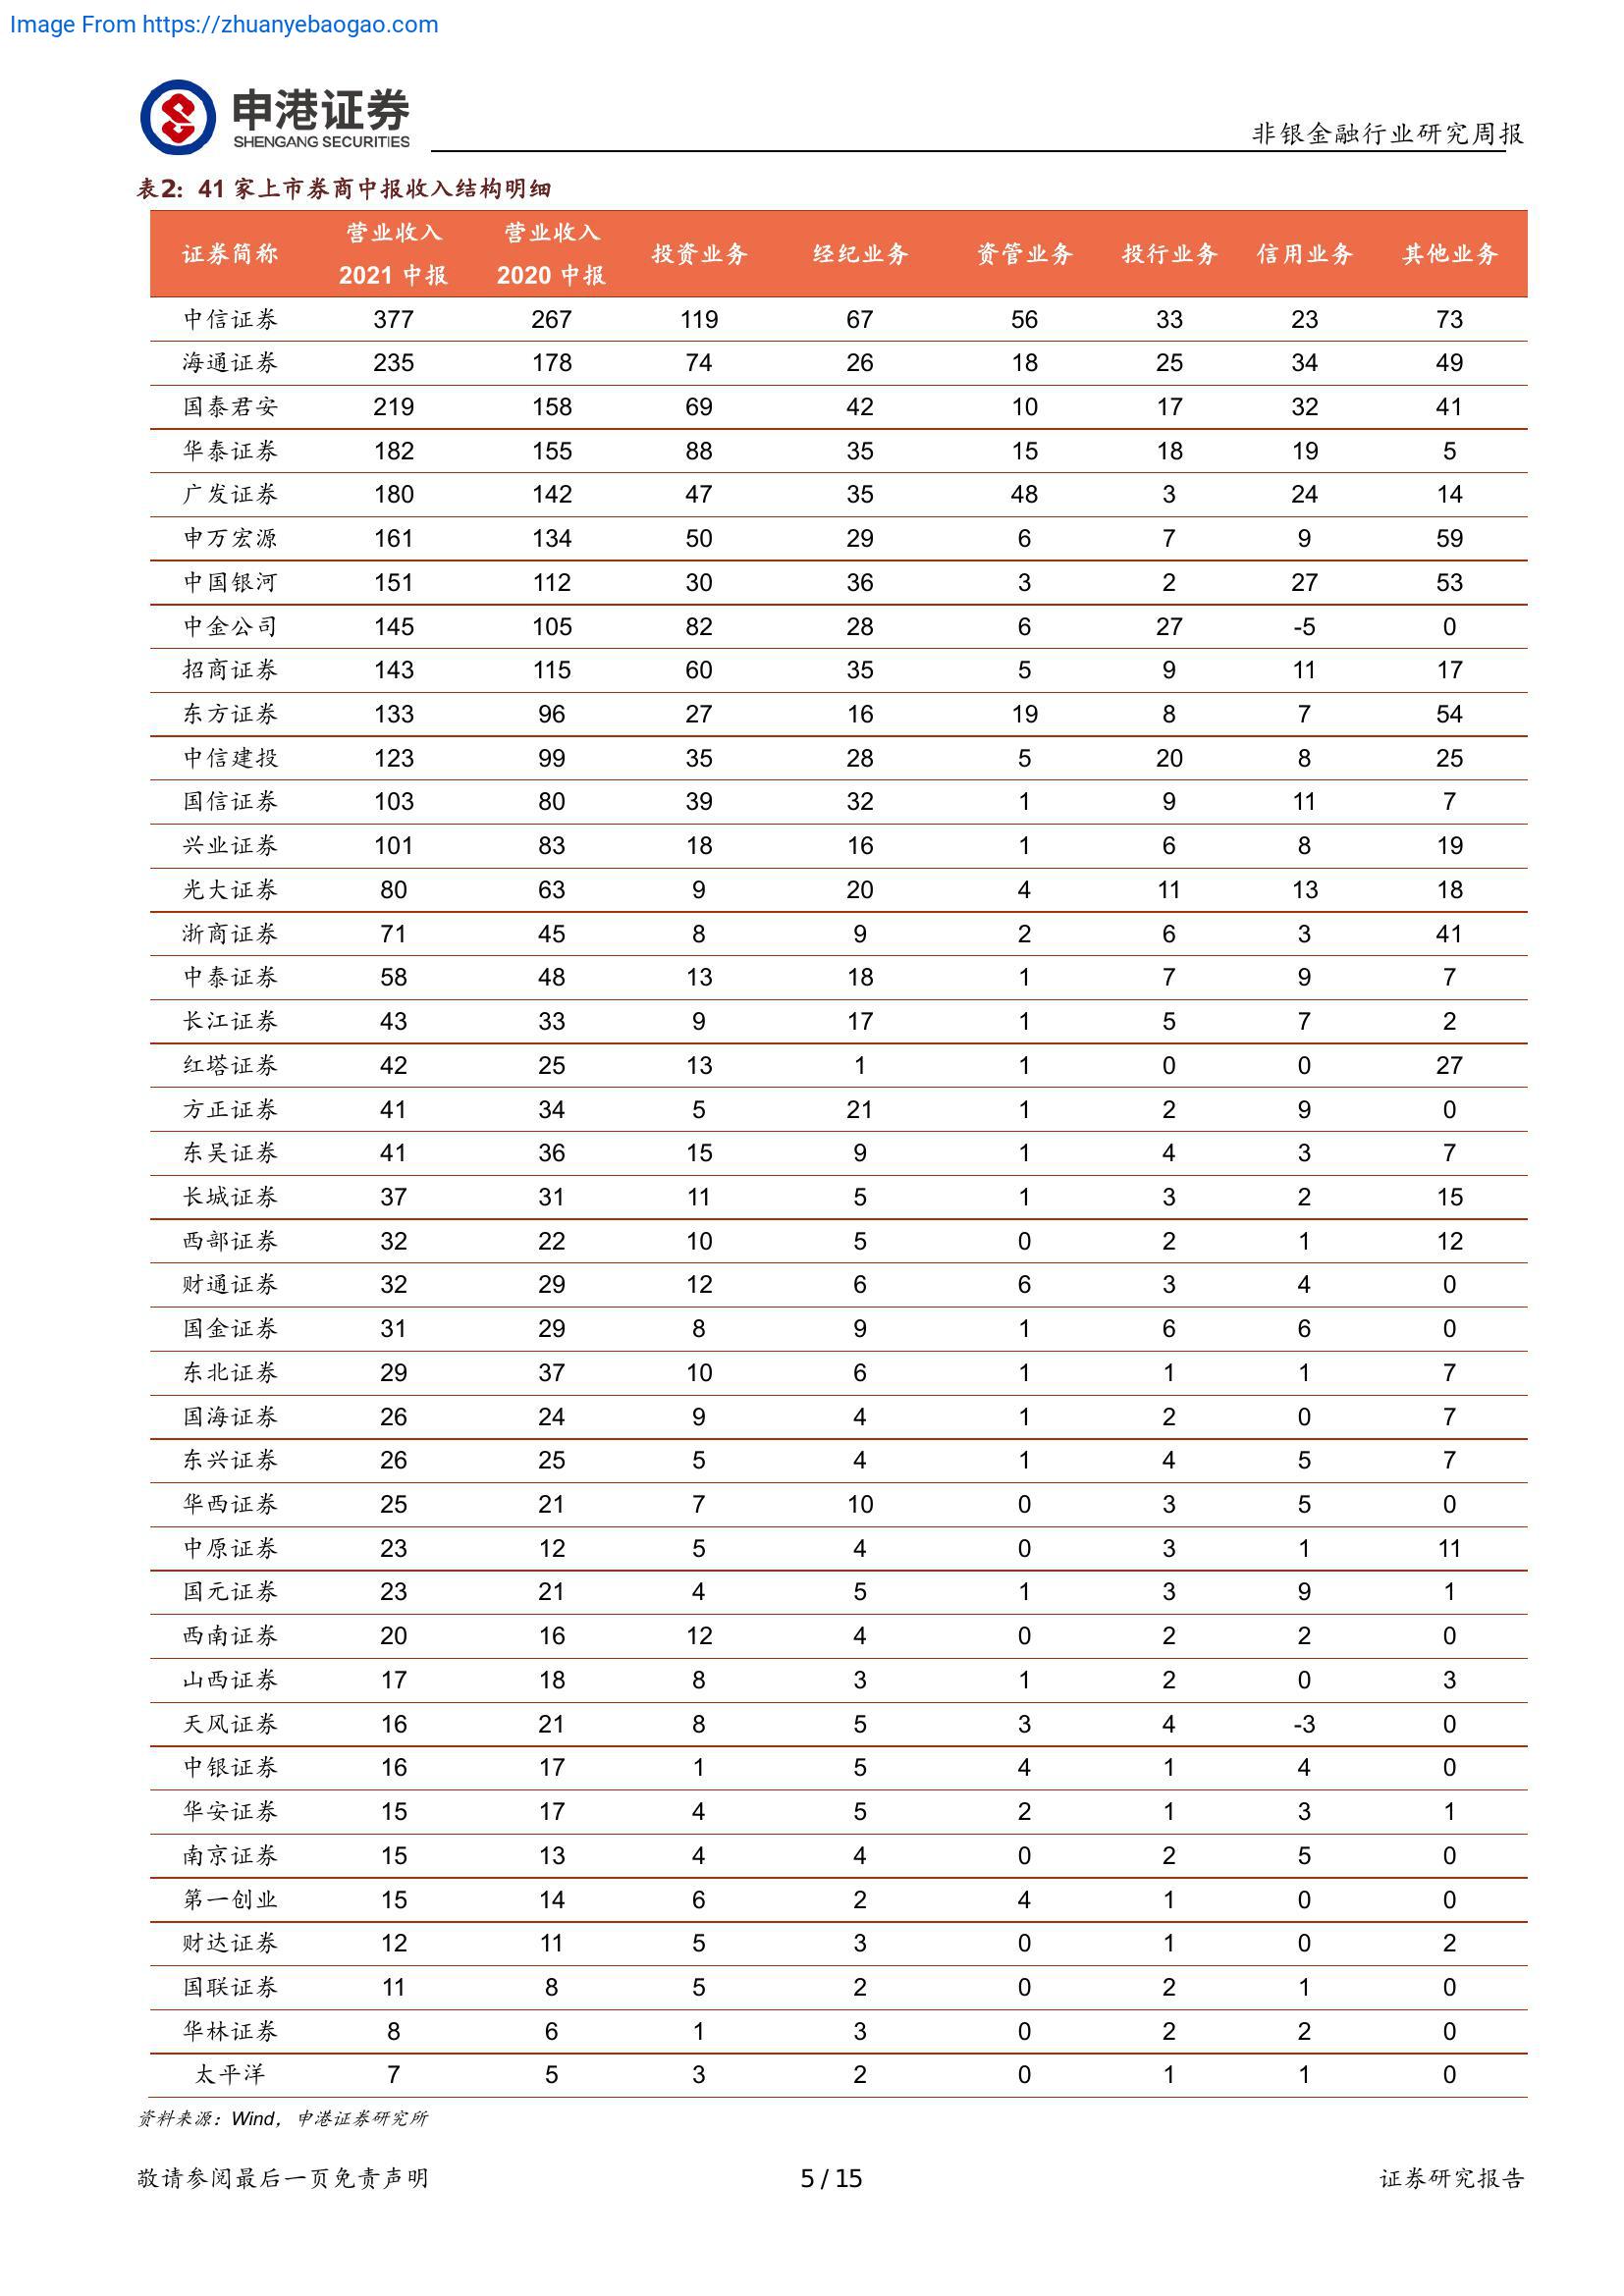 Image From https://zhuanyebaogao.com
申港证券
SHENGANG SECURITIES
非银金融行业研究周报
表2: 41 家上市券商中报收入结构明细
证券简称 营业收入 2021 中报 营业收入 2020 中报 投资业务 经纪业务 资管业务 投行业务 信用业务 其他业务
中信证券 377 267 119 67 56 33 23 73
海通证券 235 178 74 26 18 25 34 49
国泰君安 219 158 69 42 10 17 32 41
华泰证券 182 155 88 35 15 18 19 5
广发证券 180 142 47 35 48 3 24 14
申万宏源 161 134 50 29 6 7 9 59
中国银河 151 112 30 36 3 2 27 53
中金公司 145 105 82 28 6 27 -5 0
招商证券 143 115 60 35 5 9 11 17
东方证券 133 96 27 16 19 8 7 54
中信建投 123 99 35 28 5 20 8 25
国信证券 103 80 39 32 1 9 11 7
兴业证券 101 83 18 16 1 6 8 19
光大证券 80 63 9 20 4 11 13 18
浙商证券 71 45 8 9 2 6 3 41
中泰证券 58 48 13 18 1 7 9 7
长江证券 43 33 9 17 1 5 7 2
红塔证券 42 25 13 1 1 0 0 27
方正证券 41 34 5 21 1 2 9 0
东吴证券 41 36 15 9 1 4 3 7
长城证券 37 31 11 5 1 3 2 15
西部证券 32 22 10 5 0 2 1 12
财通证券 32 29 12 6 6 3 4 0
国金证券 31 29 8 9 1 6 6 0
东北证券 29 37 10 6 1 1 1 7
国海证券 26 24 9 4 1 2 0 7
东兴证券 26 25 5 4 1 4 5 7
华西证券 25 21 7 10 0 3 5 0
中原证券 23 12 5 4 0 3 1 11
国元证券 23 21 4 5 1 3 9 1
西南证券 20 16 12 4 0 2 2 0
山西证券 17 18 8 3 1 2 0 3
天风证券 16 21 8 5 3 4 -3 0
中银证券 16 17 1 5 4 1 4 0
华安证券 15 17 4 5 2 1 3 1
南京证券 15 13 4 4 0 2 5 0
第一创业 15 14 6 2 4 1 0 0
财达证券 12 11 5 3 0 1 0 2
国联证券 11 8 5 2 0 2 1 0
华林证券 8 6 1 3 0 2 2 0
太平洋 7 5 3 2 0 1 1 0
资料来源：Wind，申港证券研究所
敬请参阅最后一页免责声明 5 / 15 证券研究报告